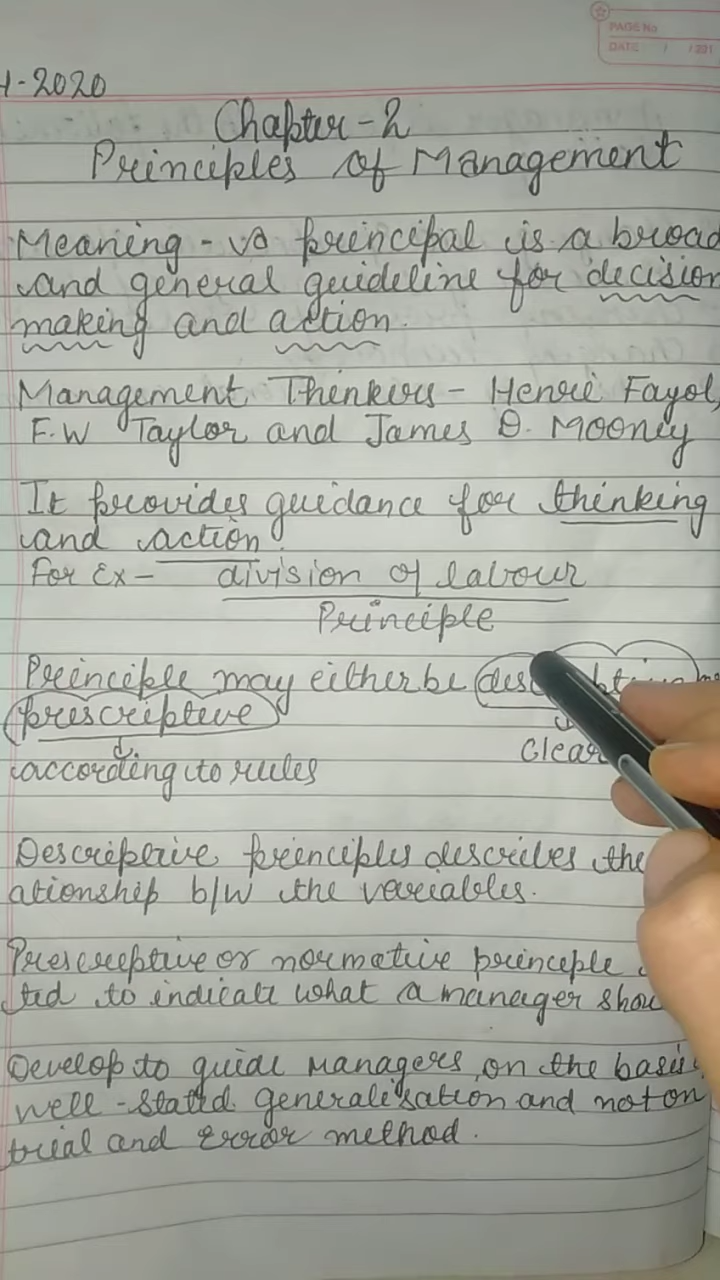 PAGE No
DATE / / 201
-2020
Chapter-2
Principles of Management
Meaning - A principal is a broad
and general guideline for decision
making and action.
Management Thinkers - Henri Fayol,
F.W Taylor and James D. Mooney
It provides guidance for thinking
and action.
For Ex - division of labour
Principle
Principle may either be
prescriptive
Clear
according to rules
Descriptive principles describes the
ationship b/w the variables.
Prescreptive or normative principle
ted to indicate what a manager shou
Develop to guide managers on the basis
well-stated generalisation and not on
trial and error method.